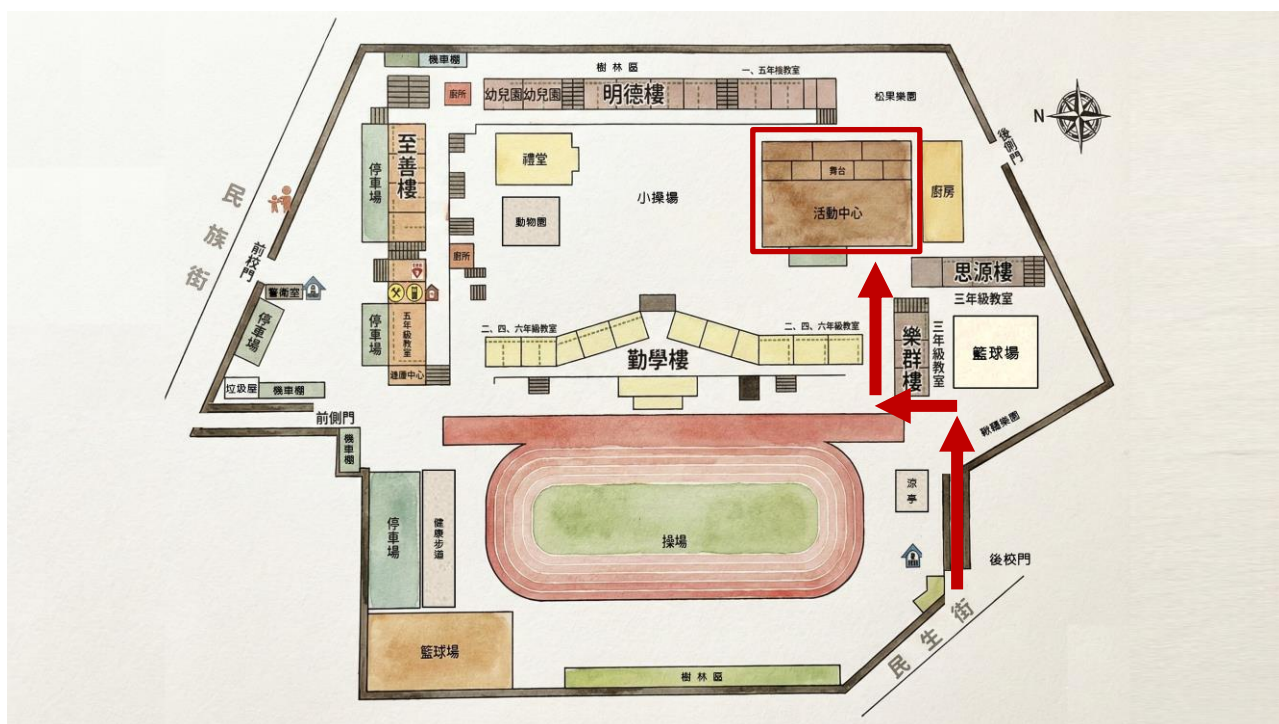 機車棚
樹林區
一、五年級教室
廁所
幼兒園
幼兒園
明德樓
松果樂園
N
後側門
停車場
至善樓
禮堂
舞台
活動中心
廚房
小操場
動物園
民族街
前校門
警衛室
廁所
思源樓
三年級教室
停車場
停車場
五年級教室
二、四、六年級教室
勤學樓
二、四、六年級教室
樂群樓
三年級教室
籃球場
垃圾屋
機車棚
前側門
機車棚
鞦韆樂園
停車場
健康步道
操場
涼亭
後校門
民生街
籃球場
樹林區